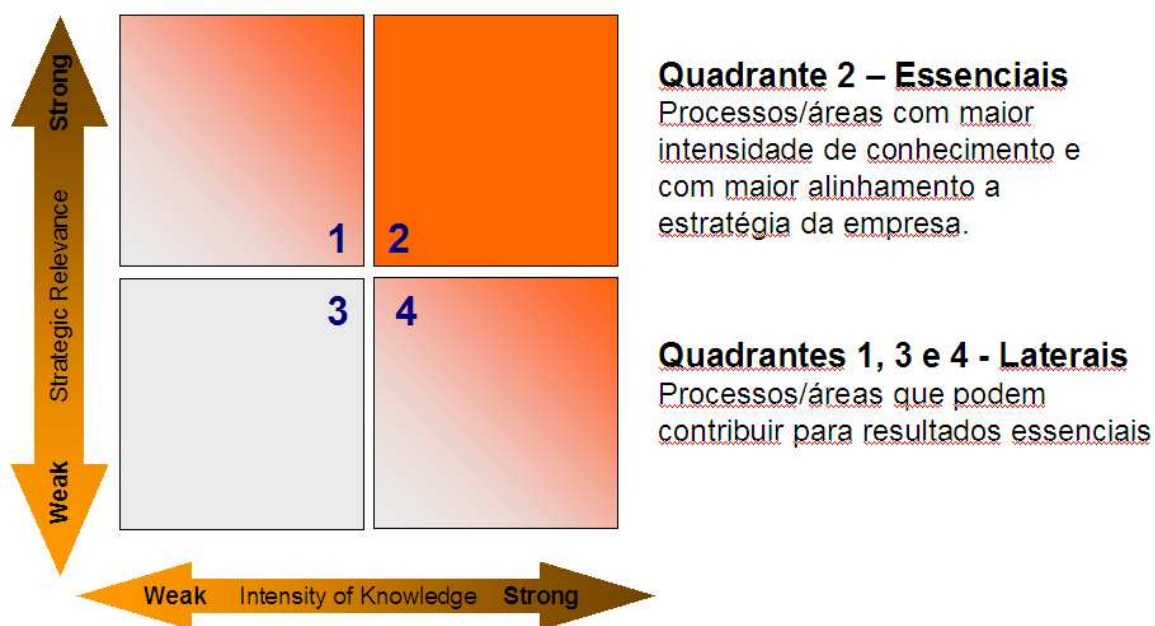 Strong
Strategic Relevance
Weak
1
2
3
4
Weak Intensity of Knowledge Strong
Quadrante 2 – Essenciais
Processos/áreas com maior
intensidade de conhecimento e
com maior alinhamento a
estratégia da empresa.
Quadrantes 1, 3 e 4 - Laterais
Processos/áreas que podem
contribuir para resultados essenciais